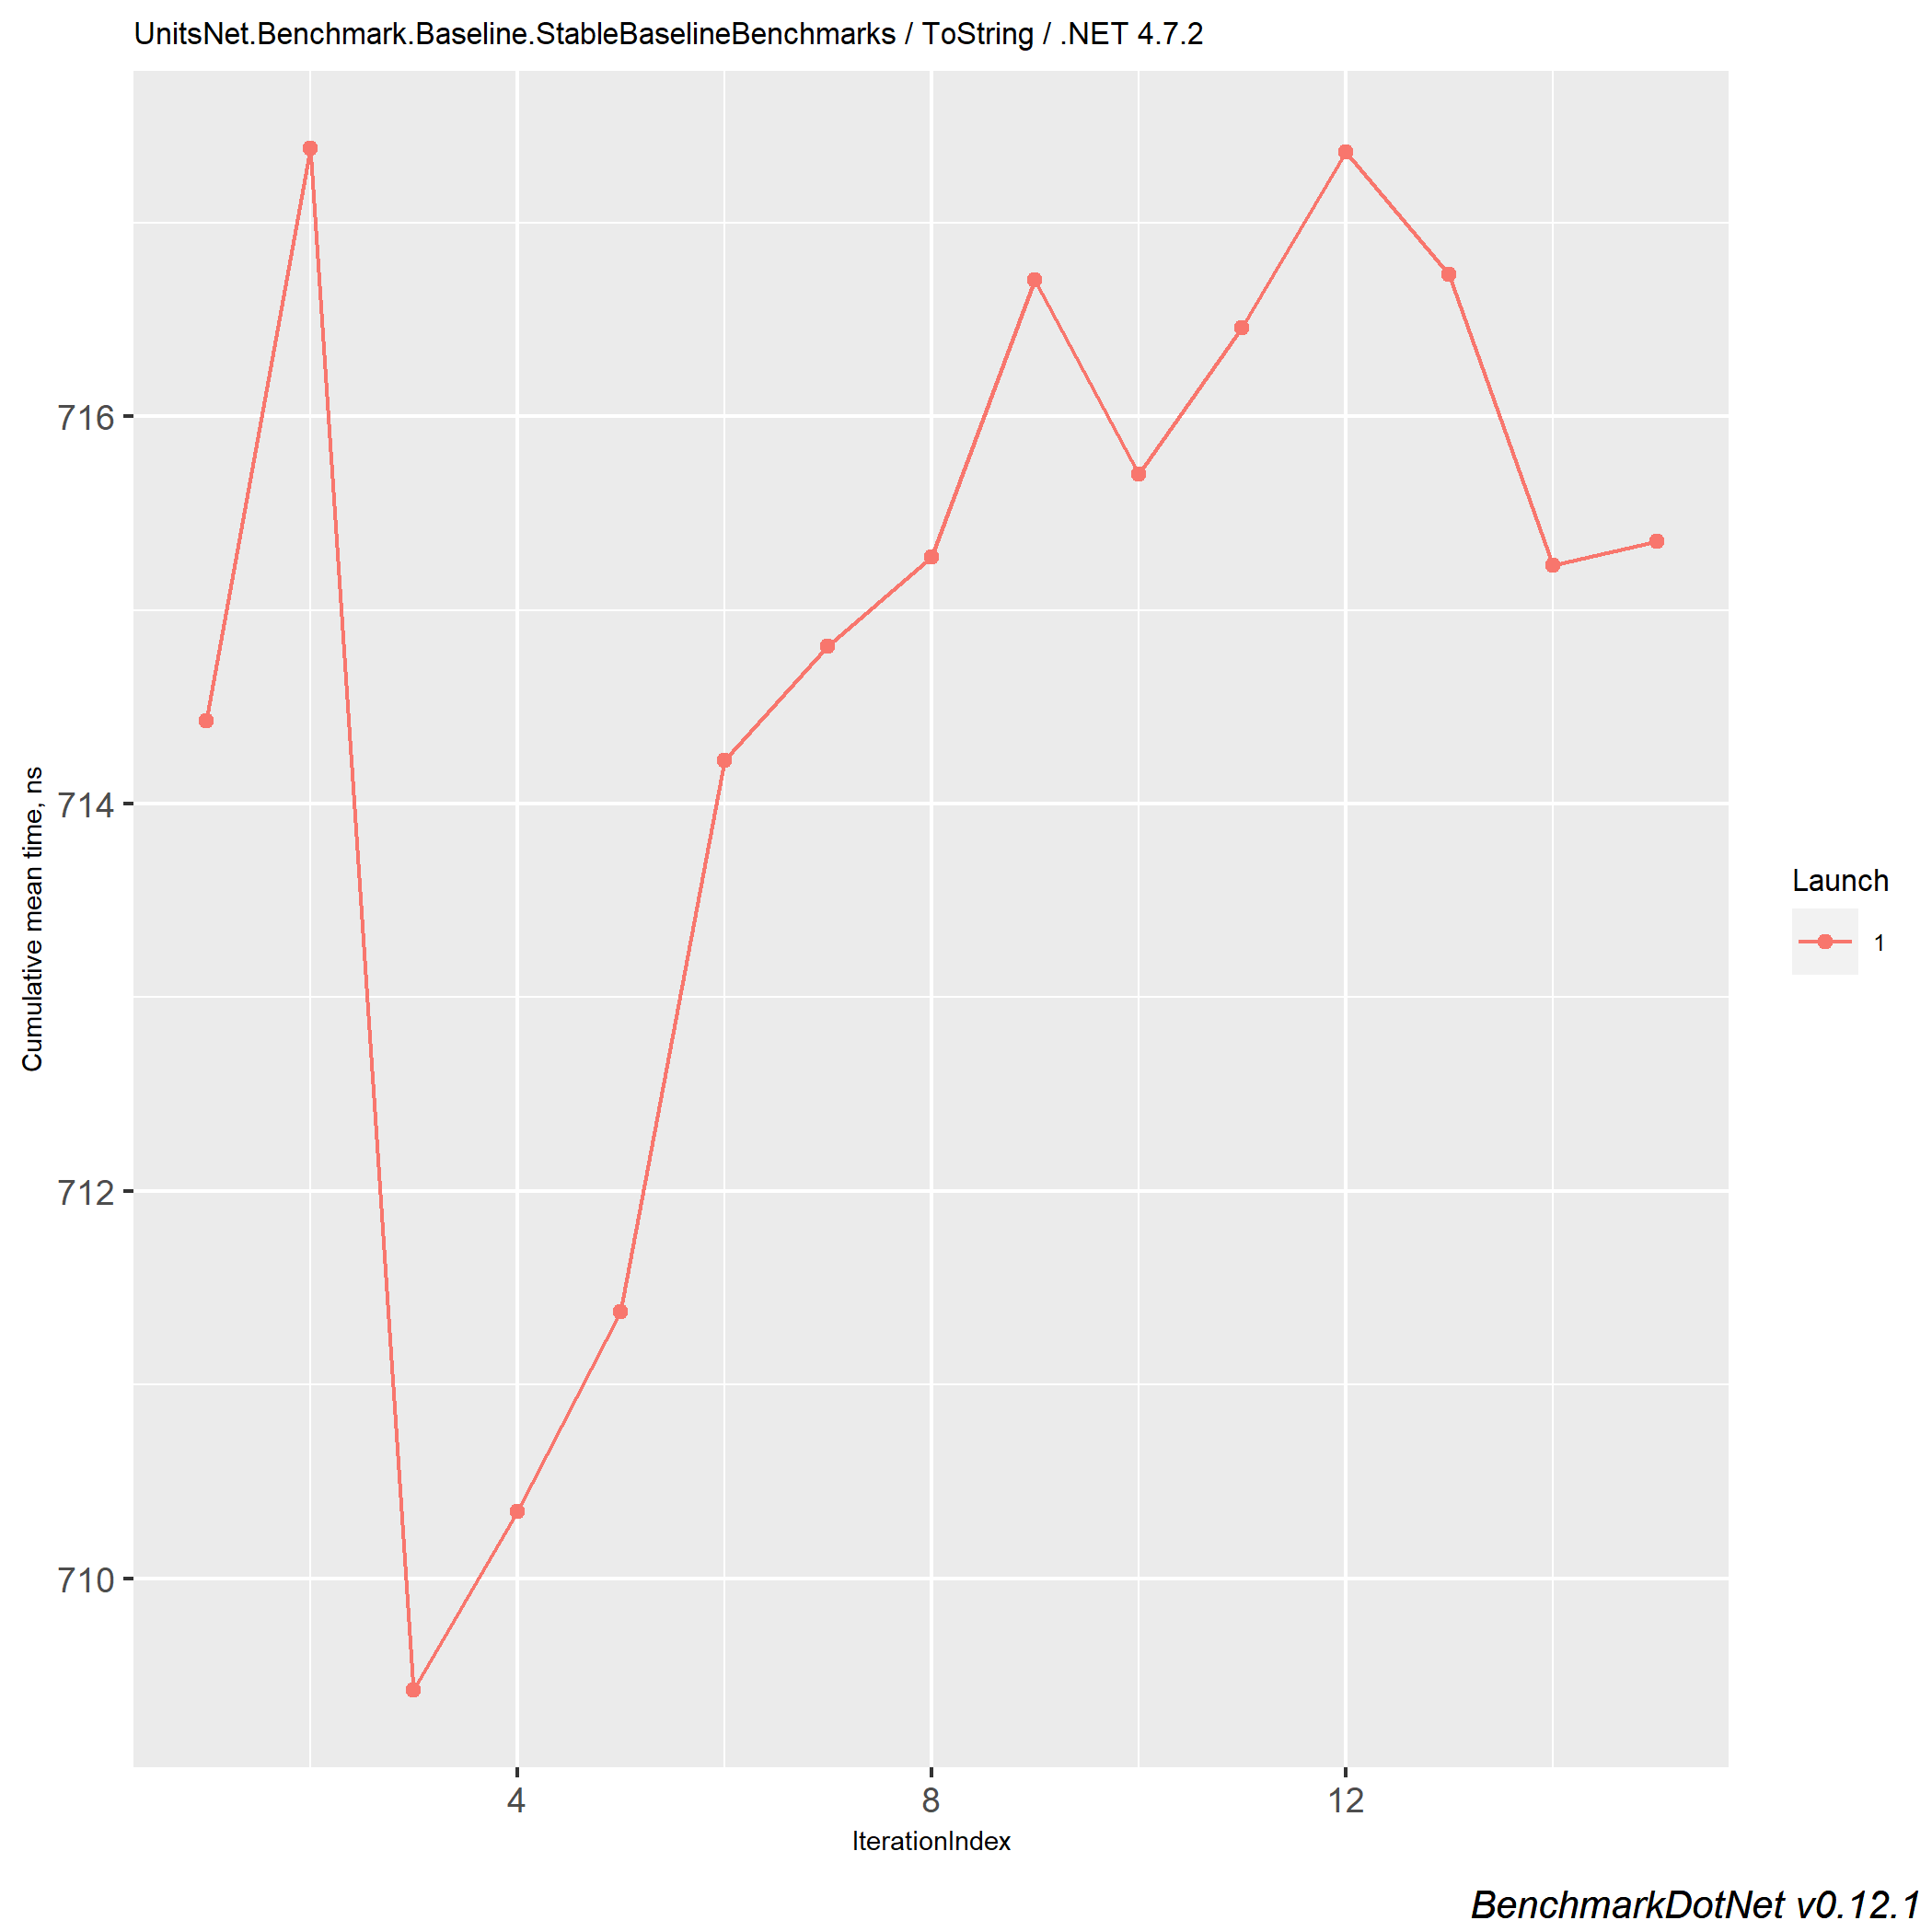 UnitsNet.Benchmark.Baseline.StableBaselineBenchmarks / ToString / .NET 4.7.2
Cumulative mean time, ns
716
714
712
710
4
8
12
IterationIndex
Launch
1
BenchmarkDotNet v0.12.1